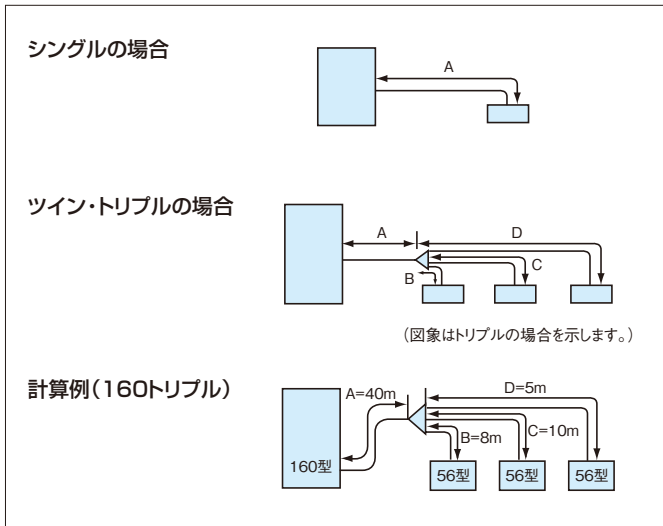 シングルの場合
A
ツイン・トリプルの場合
A
D
C
B
(図象はトリプルの場合を示します。)
計算例(160トリプル)
A=40m
D=5m
C=10m
B=8m
160型
56型
56型
56型